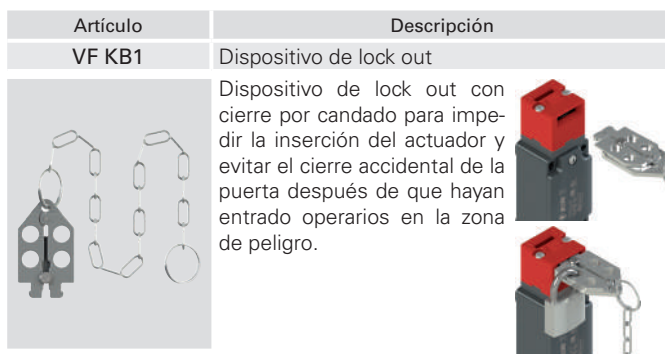 Artículo Descripción
VF KB1 Dispositivo de lock out
Dispositivo de lock out con
cierre por candado para impe-
dir la inserción del actuador y
evitar el cierre accidental de la
puerta después de que hayan
entrado operarios en la zona
de peligro.